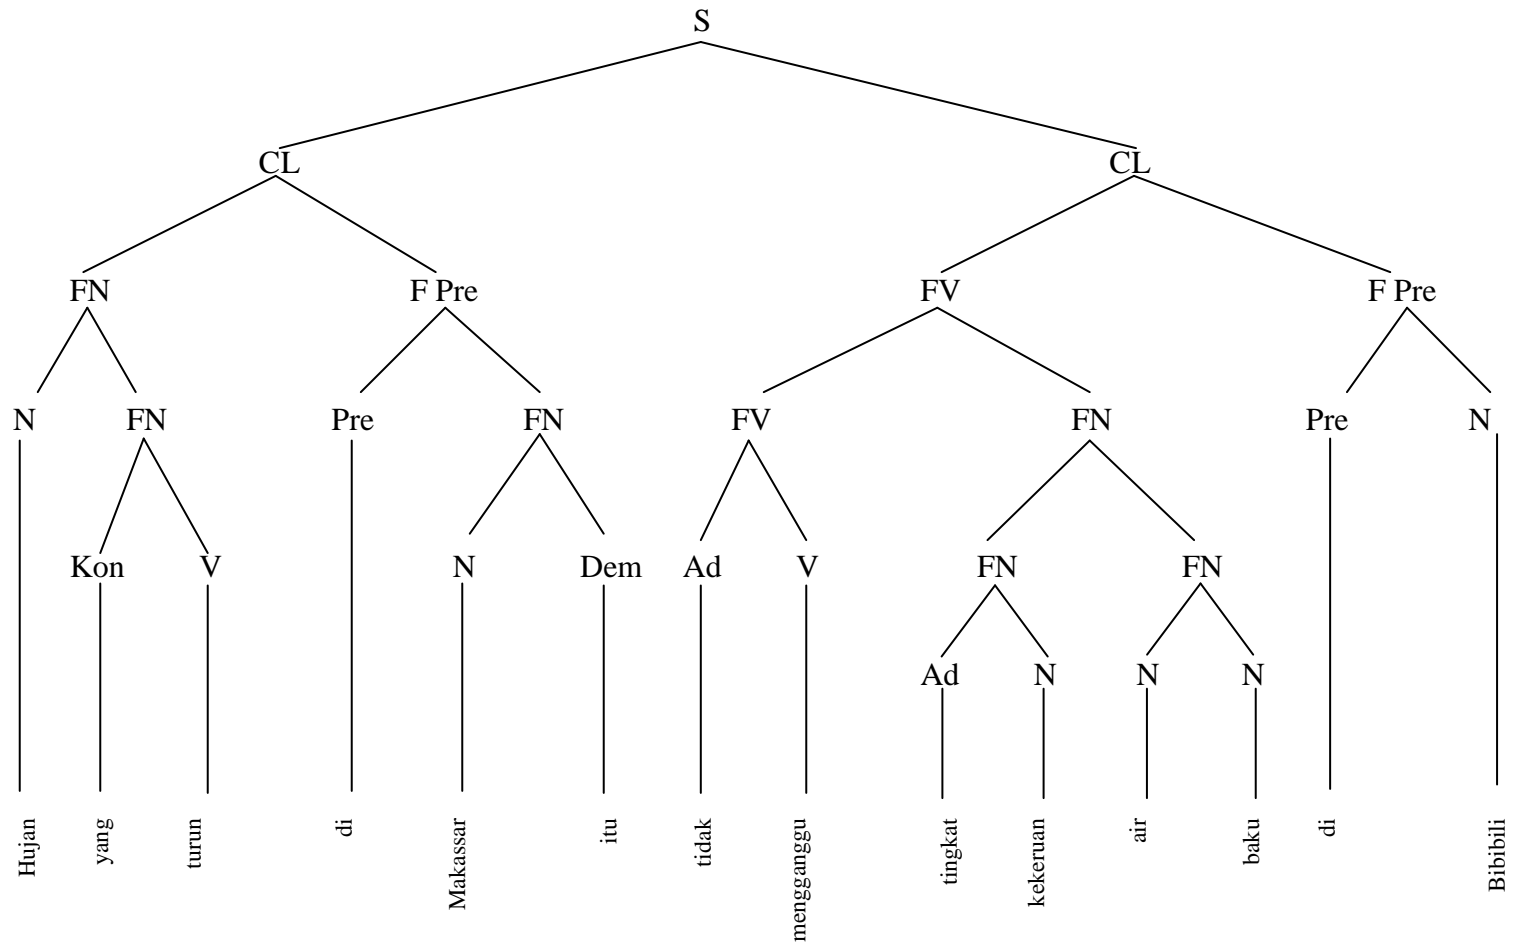 S
CL CL
FN F Pre FV F Pre
N FN Pre FN FV FN Pre N
Kon V N Dem Ad V FN FN
Ad N N N
Hujan yang turun di Makassar itu tidak mengganggu tingkat kekeruan air baku di Bibibili